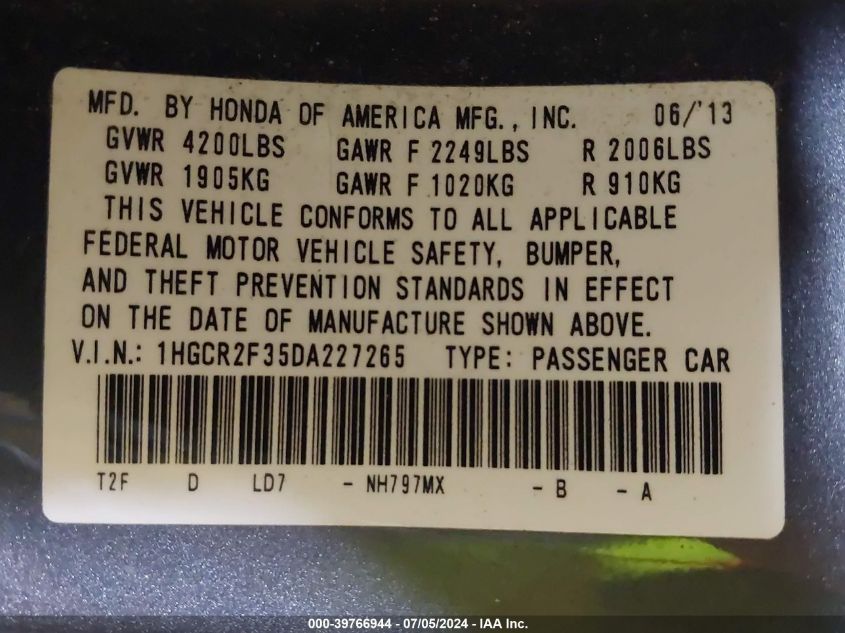 MFD. BY HONDA OF AMERICA MFG., INC. 06/'13
GVWR 4200LBS GAWR F 2249LBS R 2006LBS
GVWR 1905KG GAWR F 1020KG R 910KG
THIS VEHICLE CONFORMS TO ALL APPLICABLE
FEDERAL MOTOR VEHICLE SAFETY, BUMPER,
AND THEFT PREVENTION STANDARDS IN EFFECT
ON THE DATE OF MANUFACTURE SHOWN ABOVE.
V.I.N.: 1HGCR2F35DA227265 TYPE: PASSENGER CAR
T2F D LD7 - NH797MX - B - A
000-39766944 / 07/05/2024 - IAA Inc.